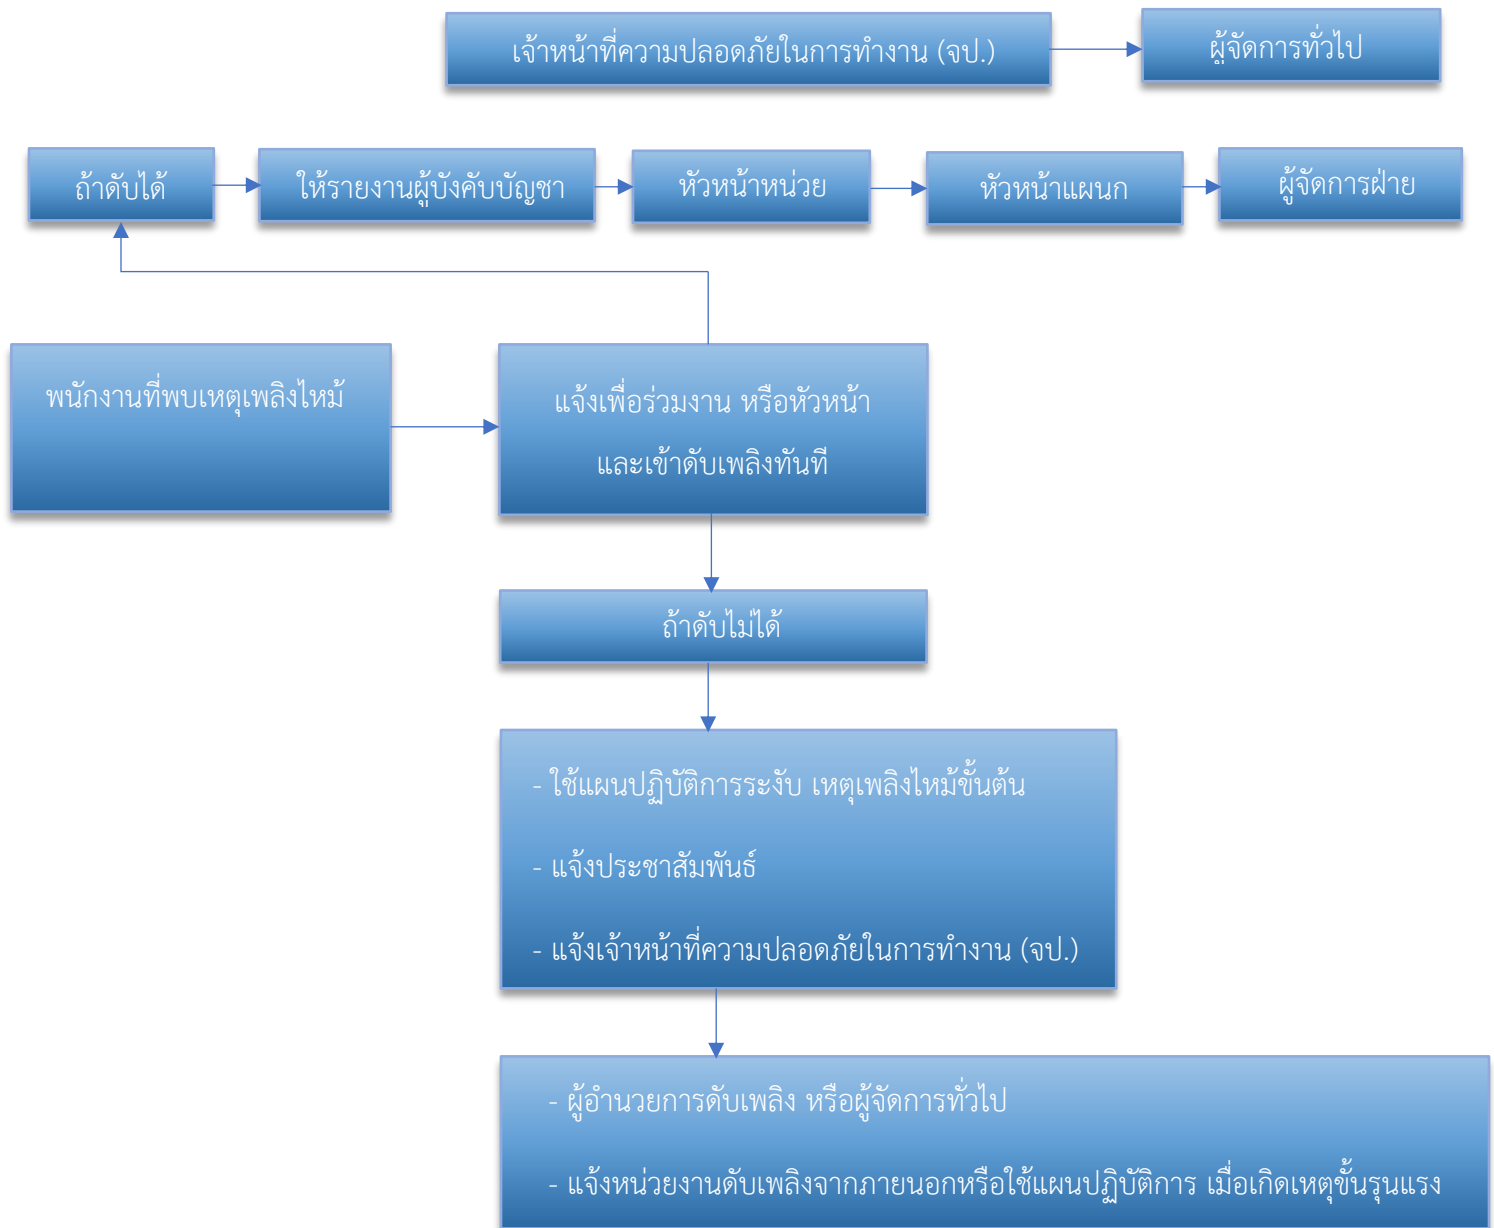 เจ้าหน้าที่ความปลอดภัยในการทำงาน (จป.)
ผู้จัดการทั่วไป
ถ้าดับได้
ให้รายงานผู้บังคับบัญชา
หัวหน้าหน่วย
หัวหน้าแผนก
ผู้จัดการฝ่าย
พนักงานที่พบเหตุเพลิงไหม้
แจ้งเพื่อร่วมงาน หรือหัวหน้า
และเข้าดับเพลิงทันที
ถ้าดับไม่ได้
- ใช้แผนปฏิบัติการระงับ เหตุเพลิงไหม้ขั้นต้น
- แจ้งประชาสัมพันธ์
- แจ้งเจ้าหน้าที่ความปลอดภัยในการทำงาน (จป.)
- ผู้อำนวยการดับเพลิง หรือผู้จัดการทั่วไป
- แจ้งหน่วยงานดับเพลิงจากภายนอกหรือใช้แผนปฏิบัติการ เมื่อเกิดเหตุขั้นรุนแรง